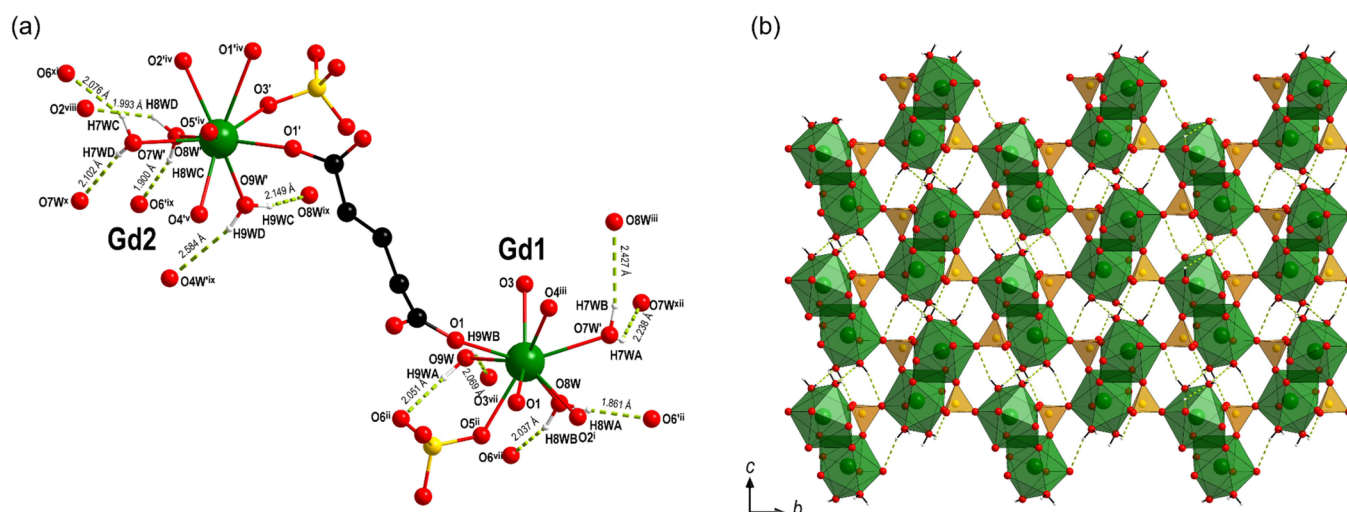 (a)
(b)
O2'iv
O1'iv
O6xi
2.076 Å
O3'
O2viii
1.993 Å
H8WD
H7WC
O5'iv
O1'
H7WD
O7W'
O8W'
2.102 Å
H8WC
1.900 Å
O9W'
2.149 Å
O7Wx
O6'ix
O4'v
H9WC
O8Wix
Gd2
H9WD
2.584 Å
O4W'ix
O8Wiii
Gd1
2.427 Å
O3
O4iii
H7WB
O7Wxii
O7W'
2.238 Å
H7WA
O1
H9WB
O9W
H9WA
2.069 Å
2.051 Å
O3vii
O8W
1.861 Å
O1
O6ii
O5ii
2.037 Å
H8WA
O6'ii
H8WB
O2i
O6vii
c
b